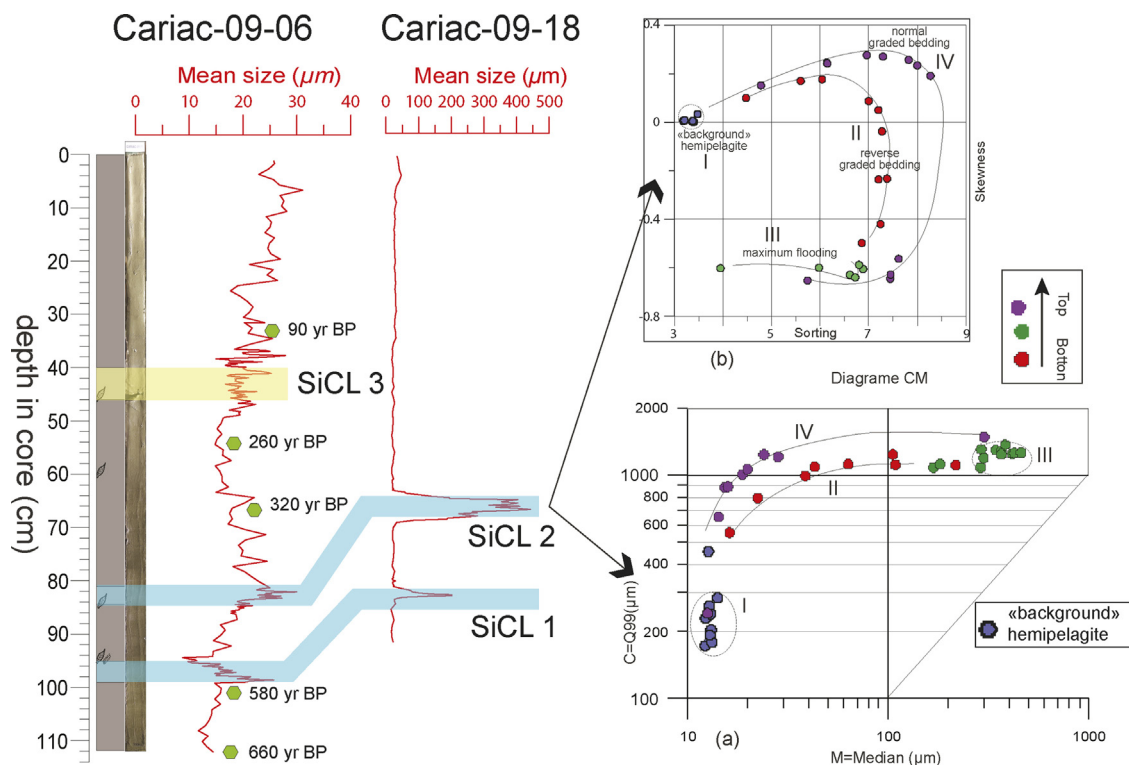 Cariac-09-06
Cariac-09-18
Mean size (µm)
Mean size (µm)
0 10 20 30 40
0 100 200 300 400 500
depth in core (cm)
0
10
20
30
40
50
60
70
80
90
100
110
90 yr BP
SiCL 3
260 yr BP
320 yr BP
SiCL 2
SiCL 1
580 yr BP
660 yr BP
0.4
0
-0.4
-0.8
3 5 7 9
Sorting
Skewness
normal
graded bedding
IV
«background»
hemipelagite
I
II
reverse
graded bedding
III
maximum flooding
(b)
Top
Botton
Diagrame CM
2000
1000
800
600
400
200
100
C=Q99(µm)
IV
II
III
I
«background»
hemipelagite
10 100 1000
(a)
M=Median (µm)